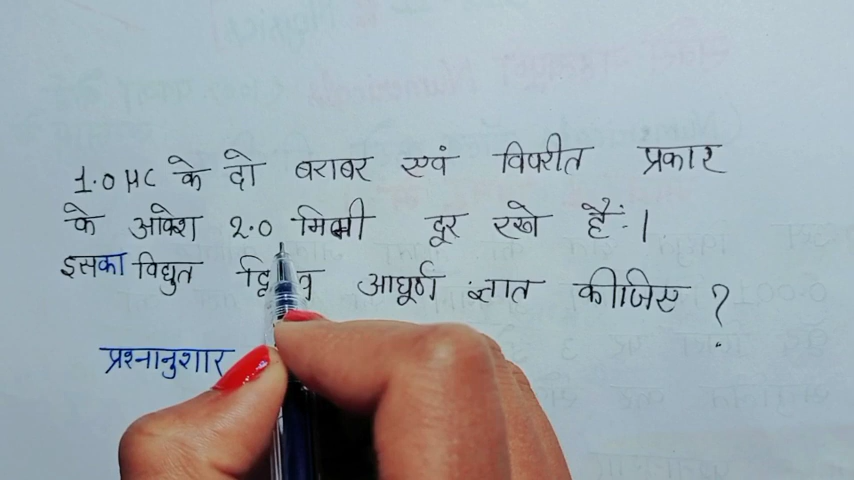 1.0 μC के दो बराबर एवं विपरीत प्रकार
के आवेश 2.0 मिमी दूर रखे हैं।
इसका विद्युत आघूर्ण ज्ञात कीजिए ?
प्रश्नानुशार